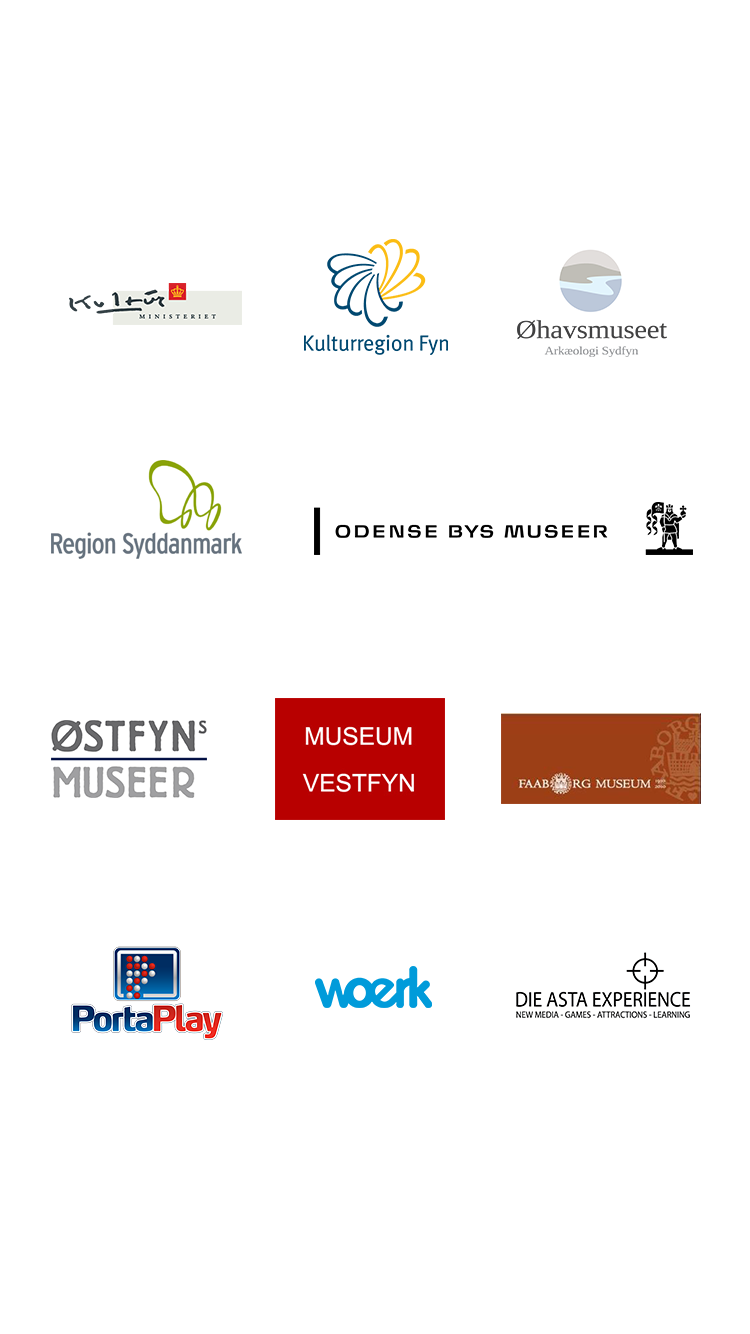 Kultur
MINISTERIET
Kulturregion Fyn
Øhavsmuseet
Arkæologi Sydfyn
Region Syddanmark
ODENSE BYS MUSEER
ØSTFYNS
MUSEER
MUSEUM
VESTFYN
FAABORG MUSEUM
FAABORG
PortaPlay
woerk
DIE ASTA EXPERIENCE
NEW MEDIA - GAMES - ATTRACTIONS - LEARNING